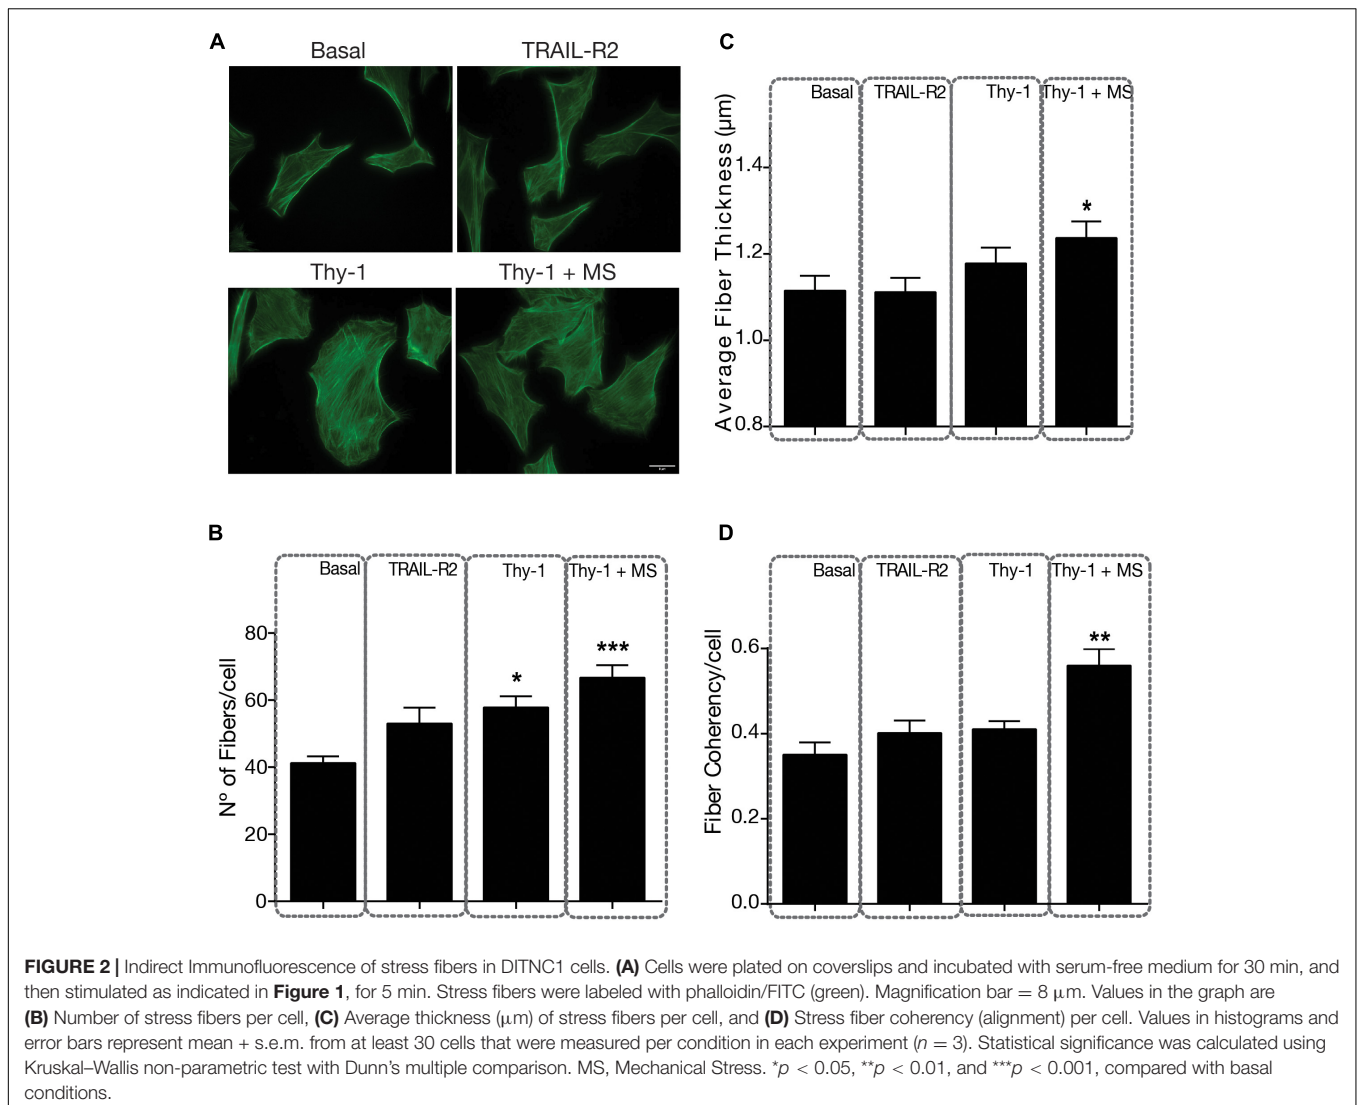 A
Basal
TRAIL-R2
Thy-1
Thy-1 + MS
C
Basal
TRAIL-R2
Thy-1
Thy-1 + MS
Average Fiber Thickness (μm)
1.4
1.2
1.0
0.8
*
B
Basal
TRAIL-R2
Thy-1
Thy-1 + MS
Nº of Fibers/cell
80
60
40
20
0
*
***
D
Basal
TRAIL-R2
Thy-1
Thy-1 + MS
Fiber Coherency/cell
0.6
0.4
0.2
0.0
**
FIGURE 2 | Indirect Immunofluorescence of stress fibers in DITNC1 cells. (A) Cells were plated on coverslips and incubated with serum-free medium for 30 min, and
then stimulated as indicated in Figure 1, for 5 min. Stress fibers were labeled with phalloidin/FITC (green). Magnification bar = 8 μm. Values in the graph are
(B) Number of stress fibers per cell, (C) Average thickness (μm) of stress fibers per cell, and (D) Stress fiber coherency (alignment) per cell. Values in histograms and
error bars represent mean + s.e.m. from at least 30 cells that were measured per condition in each experiment (n = 3). Statistical significance was calculated using
Kruskal–Wallis non-parametric test with Dunn's multiple comparison. MS, Mechanical Stress. *p < 0.05, **p < 0.01, and ***p < 0.001, compared with basal
conditions.